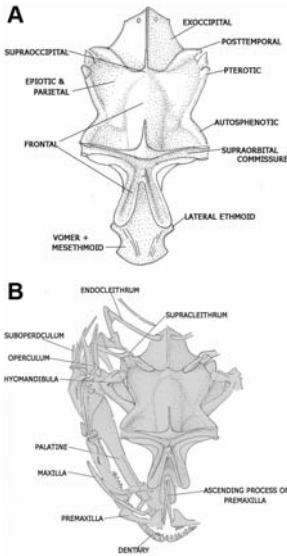 A
EXOCCIPITAL
POSTTEMPORAL
SUPRAOCCIPITAL
PTEROTIC
EPIOTIC &
PARIETAL
AUTOSPHENOTIC
FRONTAL
SUPRAORBITAL
COMMISSURE
LATERAL ETHMOID
VOMER +
MESETHMOID
B
ENDOCLEITHRUM
SUPRACLEITHRUM
SUBOPERDCULUM
OPERCULUM
HYOMANDIBULA
PALATINE
MAXILLA
ASCENDING PROCESS OF
PREMAXILLA
PREMAXILLA
DENTARY